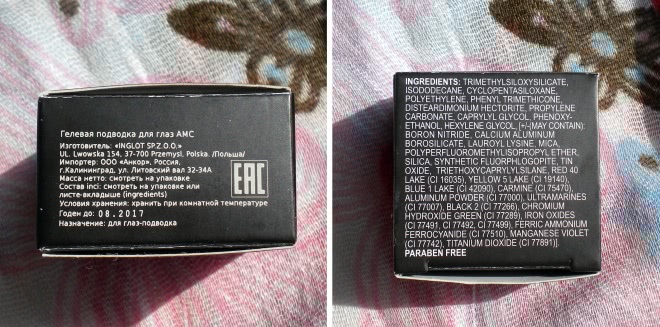 Гелевая подводка для глаз AMC
Изготовитель: «INGLOT SP.Z.O.O.»
UL. Lwowska 154, 37-700 Przemysl, Polska. /Польша/
Импортер: ООО «Анкор», Россия.
г.Калининград, ул. Литовский вал 32-34А
Масса нетто: смотреть на упаковке
Состав inci: смотреть на упаковке или
листе-вкладыше (ingredients)
Условия хранения: хранить при комнатной температуре
Годен до: 08.2017
Назначение: для глаз-подводка
EAC
INGREDIENTS: TRIMETHYLSILOXYSILICATE,
ISODODECANE, CYCLOPENTASILOXANE,
POLYETHYLENE, PHENYL TRIMETHICONE,
DISTEARDIMONIUM HECTORITE, PROPYLENE
CARBONATE, CAPRYLYL GLYCOL, PHENOXY-
ETHANOL, HEXYLENE GLYCOL, [+/-(MAY CONTAIN):
BORON NITRIDE, CALCIUM ALUMINUM
BOROSILICATE, LAUROYL LYSINE, MICA,
POLYPERFLUOROMETHYLISOPROPYL ETHER,
SILICA, SYNTHETIC FLUORPHLOGOPITE, TIN
OXIDE, TRIETHOXYCAPRYLYLSILANE, RED 40
LAKE (CI 16035), YELLOW 5 LAKE (CI 19140),
BLUE 1 LAKE (CI 42090), CARMINE (CI 75470),
ALUMINUM POWDER (CI 77000), ULTRAMARINES
(CI 77007), BLACK 2 (CI 77266), CHROMIUM
HYDROXIDE GREEN (CI 77289), IRON OXIDES
(CI 77491, CI 77492, CI 77499), FERRIC AMMONIUM
FERROCYANIDE (CI 77510), MANGANESE VIOLET
(CI 77742), TITANIUM DIOXIDE (CI 77891)].
PARABEN FREE